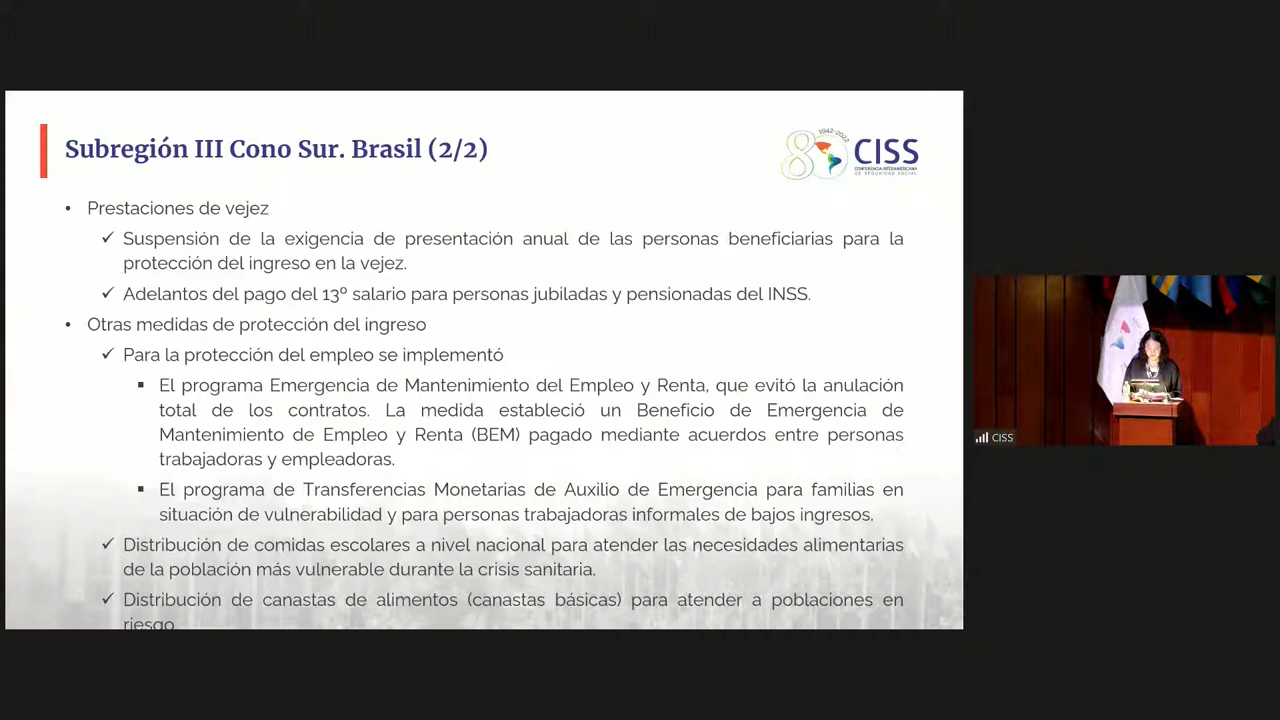 Subregión III Cono Sur. Brasil (2/2)
1942-2022
80
CISS
CONFERENCIA INTERAMERICANA
DE SEGURIDAD SOCIAL
• Prestaciones de vejez
✓ Suspensión de la exigencia de presentación anual de las personas beneficiarias para la
protección del ingreso en la vejez.
✓ Adelantos del pago del 13º salario para personas jubiladas y pensionadas del INSS.
• Otras medidas de protección del ingreso
✓ Para la protección del empleo se implementó
▪ El programa Emergencia de Mantenimiento del Empleo y Renta, que evitó la anulación
total de los contratos. La medida estableció un Beneficio de Emergencia de
Mantenimiento de Empleo y Renta (BEM) pagado mediante acuerdos entre personas
trabajadoras y empleadoras.
▪ El programa de Transferencias Monetarias de Auxilio de Emergencia para familias en
situación de vulnerabilidad y para personas trabajadoras informales de bajos ingresos.
✓ Distribución de comidas escolares a nivel nacional para atender las necesidades alimentarias
de la población más vulnerable durante la crisis sanitaria.
✓ Distribución de canastas de alimentos (canastas básicas) para atender a poblaciones en
riesgo.
CISS